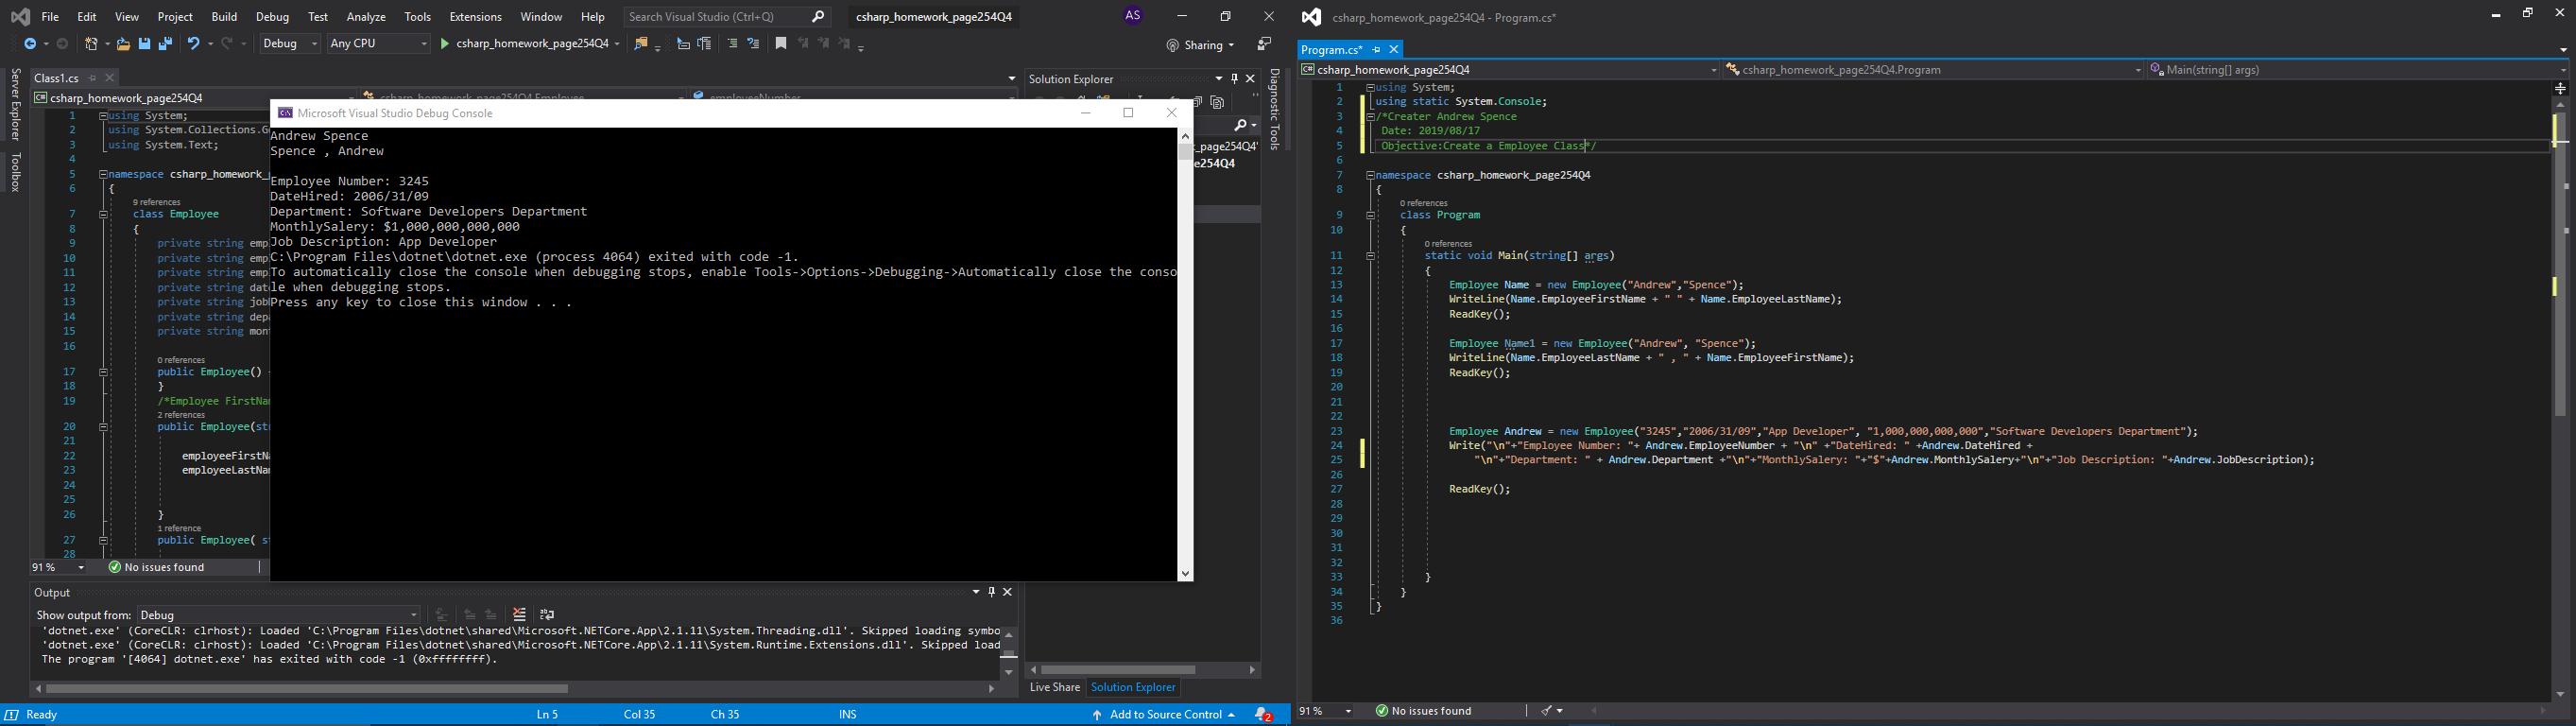 File Edit View Project Build Debug Test Analyze Tools Extensions Window Help Search Visual Studio (Ctrl+Q) csharp_homework_page254Q4 AS
Debug Any CPU csharp_homework_page254Q4 Sharing
Server Explorer
Toolbox
Class1.cs
csharp_homework_page254Q4 csharp_homework_page254Q4.Employee employeeNumber
1 using System;
2 using System.Collections.G
3 using System.Text;
4
5 namespace csharp_homework_
6 {
9 references
7 class Employee
8 {
9 private string emp
10 private string emp
11 private string emp
12 private string date
13 private string job
14 private string depa
15 private string mon
16
0 references
17 public Employee()
18 }
19 /*Employee FirstNa
2 references
20 public Employee(str
21
22 employeeFirstNa
23 employeeLastNam
24
25
26 }
1 reference
27 public Employee( st
28
91 % No issues found
Microsoft Visual Studio Debug Console
Andrew Spence
Spence , Andrew
Employee Number: 3245
DateHired: 2006/31/09
Department: Software Developers Department
MonthlySalery: $1,000,000,000,000
Job Description: App Developer
C:\Program Files\dotnet\dotnet.exe (process 4064) exited with code -1.
To automatically close the console when debugging stops, enable Tools->Options->Debugging->Automatically close the conso
le when debugging stops.
Press any key to close this window . . .
Solution Explorer
Diagnostic Tools
_page254Q4'
e254Q4
Output
Show output from: Debug
'dotnet.exe' (CoreCLR: clrhost): Loaded 'C:\Program Files\dotnet\shared\Microsoft.NETCore.App\2.1.11\System.Threading.dll'. Skipped loading symbo
'dotnet.exe' (CoreCLR: clrhost): Loaded 'C:\Program Files\dotnet\shared\Microsoft.NETCore.App\2.1.11\System.Runtime.Extensions.dll'. Skipped load
The program '[4064] dotnet.exe' has exited with code -1 (0xffffffff).
Live Share Solution Explorer
Ready Ln 5 Col 35 Ch 35 INS Add to Source Control 2
csharp_homework_page254Q4 - Program.cs*
Program.cs*
csharp_homework_page254Q4 csharp_homework_page254Q4.Program Main(string[] args)
1 using System;
2 using static System.Console;
3 /*Creater Andrew Spence
4 Date: 2019/08/17
5 Objective:Create a Employee Class*/
6
7 namespace csharp_homework_page254Q4
8 {
0 references
9 class Program
10 {
0 references
11 static void Main(string[] args)
12 {
13 Employee Name = new Employee("Andrew","Spence");
14 WriteLine(Name.EmployeeFirstName + " " + Name.EmployeeLastName);
15 ReadKey();
16
17 Employee Name1 = new Employee("Andrew", "Spence");
18 WriteLine(Name.EmployeeLastName + " , " + Name.EmployeeFirstName);
19 ReadKey();
20
21
22
23 Employee Andrew = new Employee("3245","2006/31/09","App Developer", "1,000,000,000,000","Software Developers Department");
24 Write("\n"+"Employee Number: "+ Andrew.EmployeeNumber + "\n" +"DateHired: " +Andrew.DateHired +
25 "\n"+"Department: " + Andrew.Department +"\n"+"MonthlySalery: "+"$"+Andrew.MonthlySalery+"\n"+"Job Description: "+Andrew.JobDescription);
26
27 ReadKey();
28
29
30
31
32
33 }
34 }
35 }
36
91 % No issues found